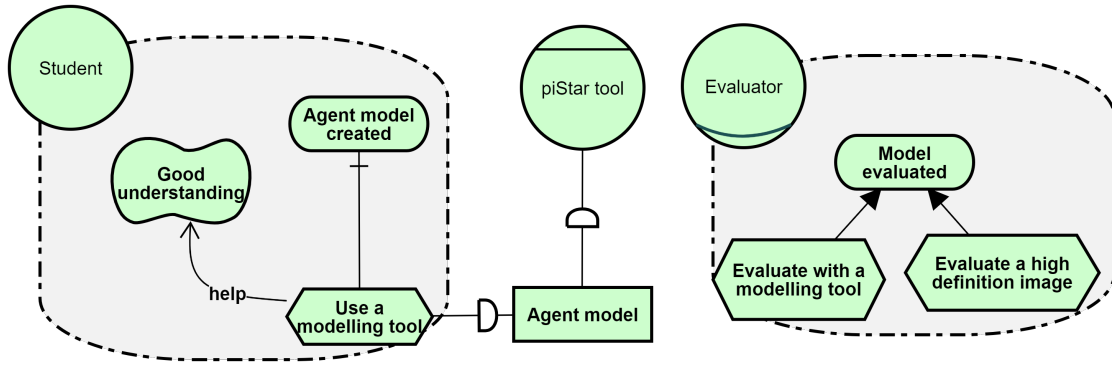 Student
piStar tool
Evaluator
Agent model
created
Good
understanding
Model
evaluated
help
Use a
modelling tool
Agent model
Evaluate with a
modelling tool
Evaluate a high
definition image